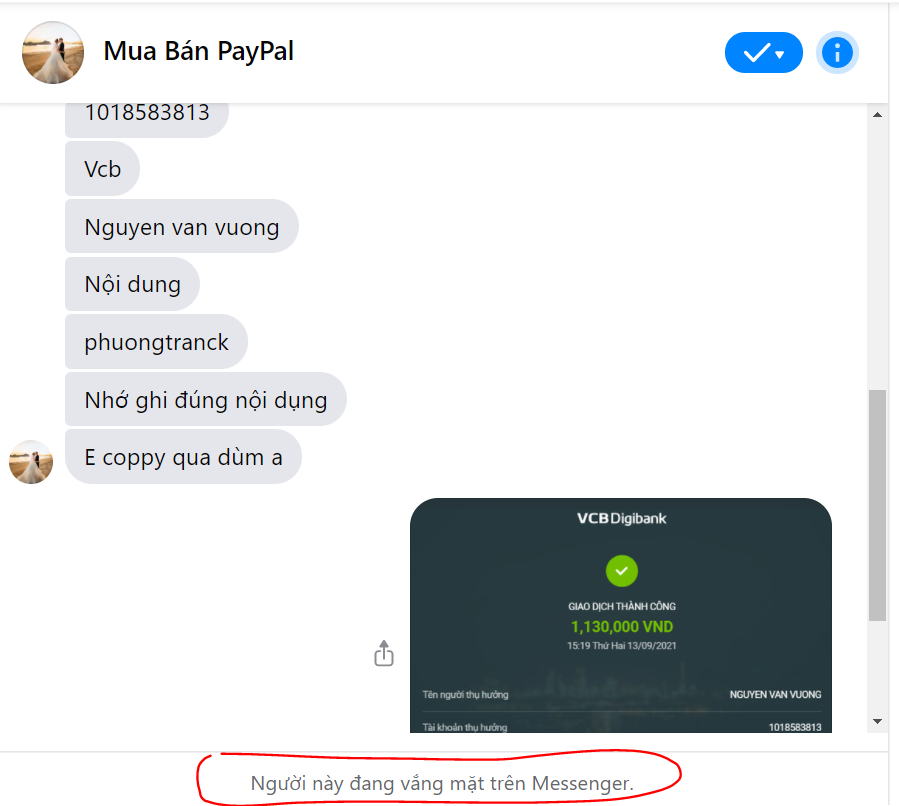 Mua Bán PayPal
1018583813
Vcb
Nguyen van vuong
Nội dung
phuongtranck
Nhớ ghi đúng nội dụng
E coppy qua dùm a
VCB Digibank
GIAO DỊCH THÀNH CÔNG
1,130,000 VND
15:19 Thứ Hai 13/09/2021
Tên người thụ hưởng NGUYEN VAN VUONG
Tài khoản thụ hưởng 1018583813
Người này đang vắng mặt trên Messenger.